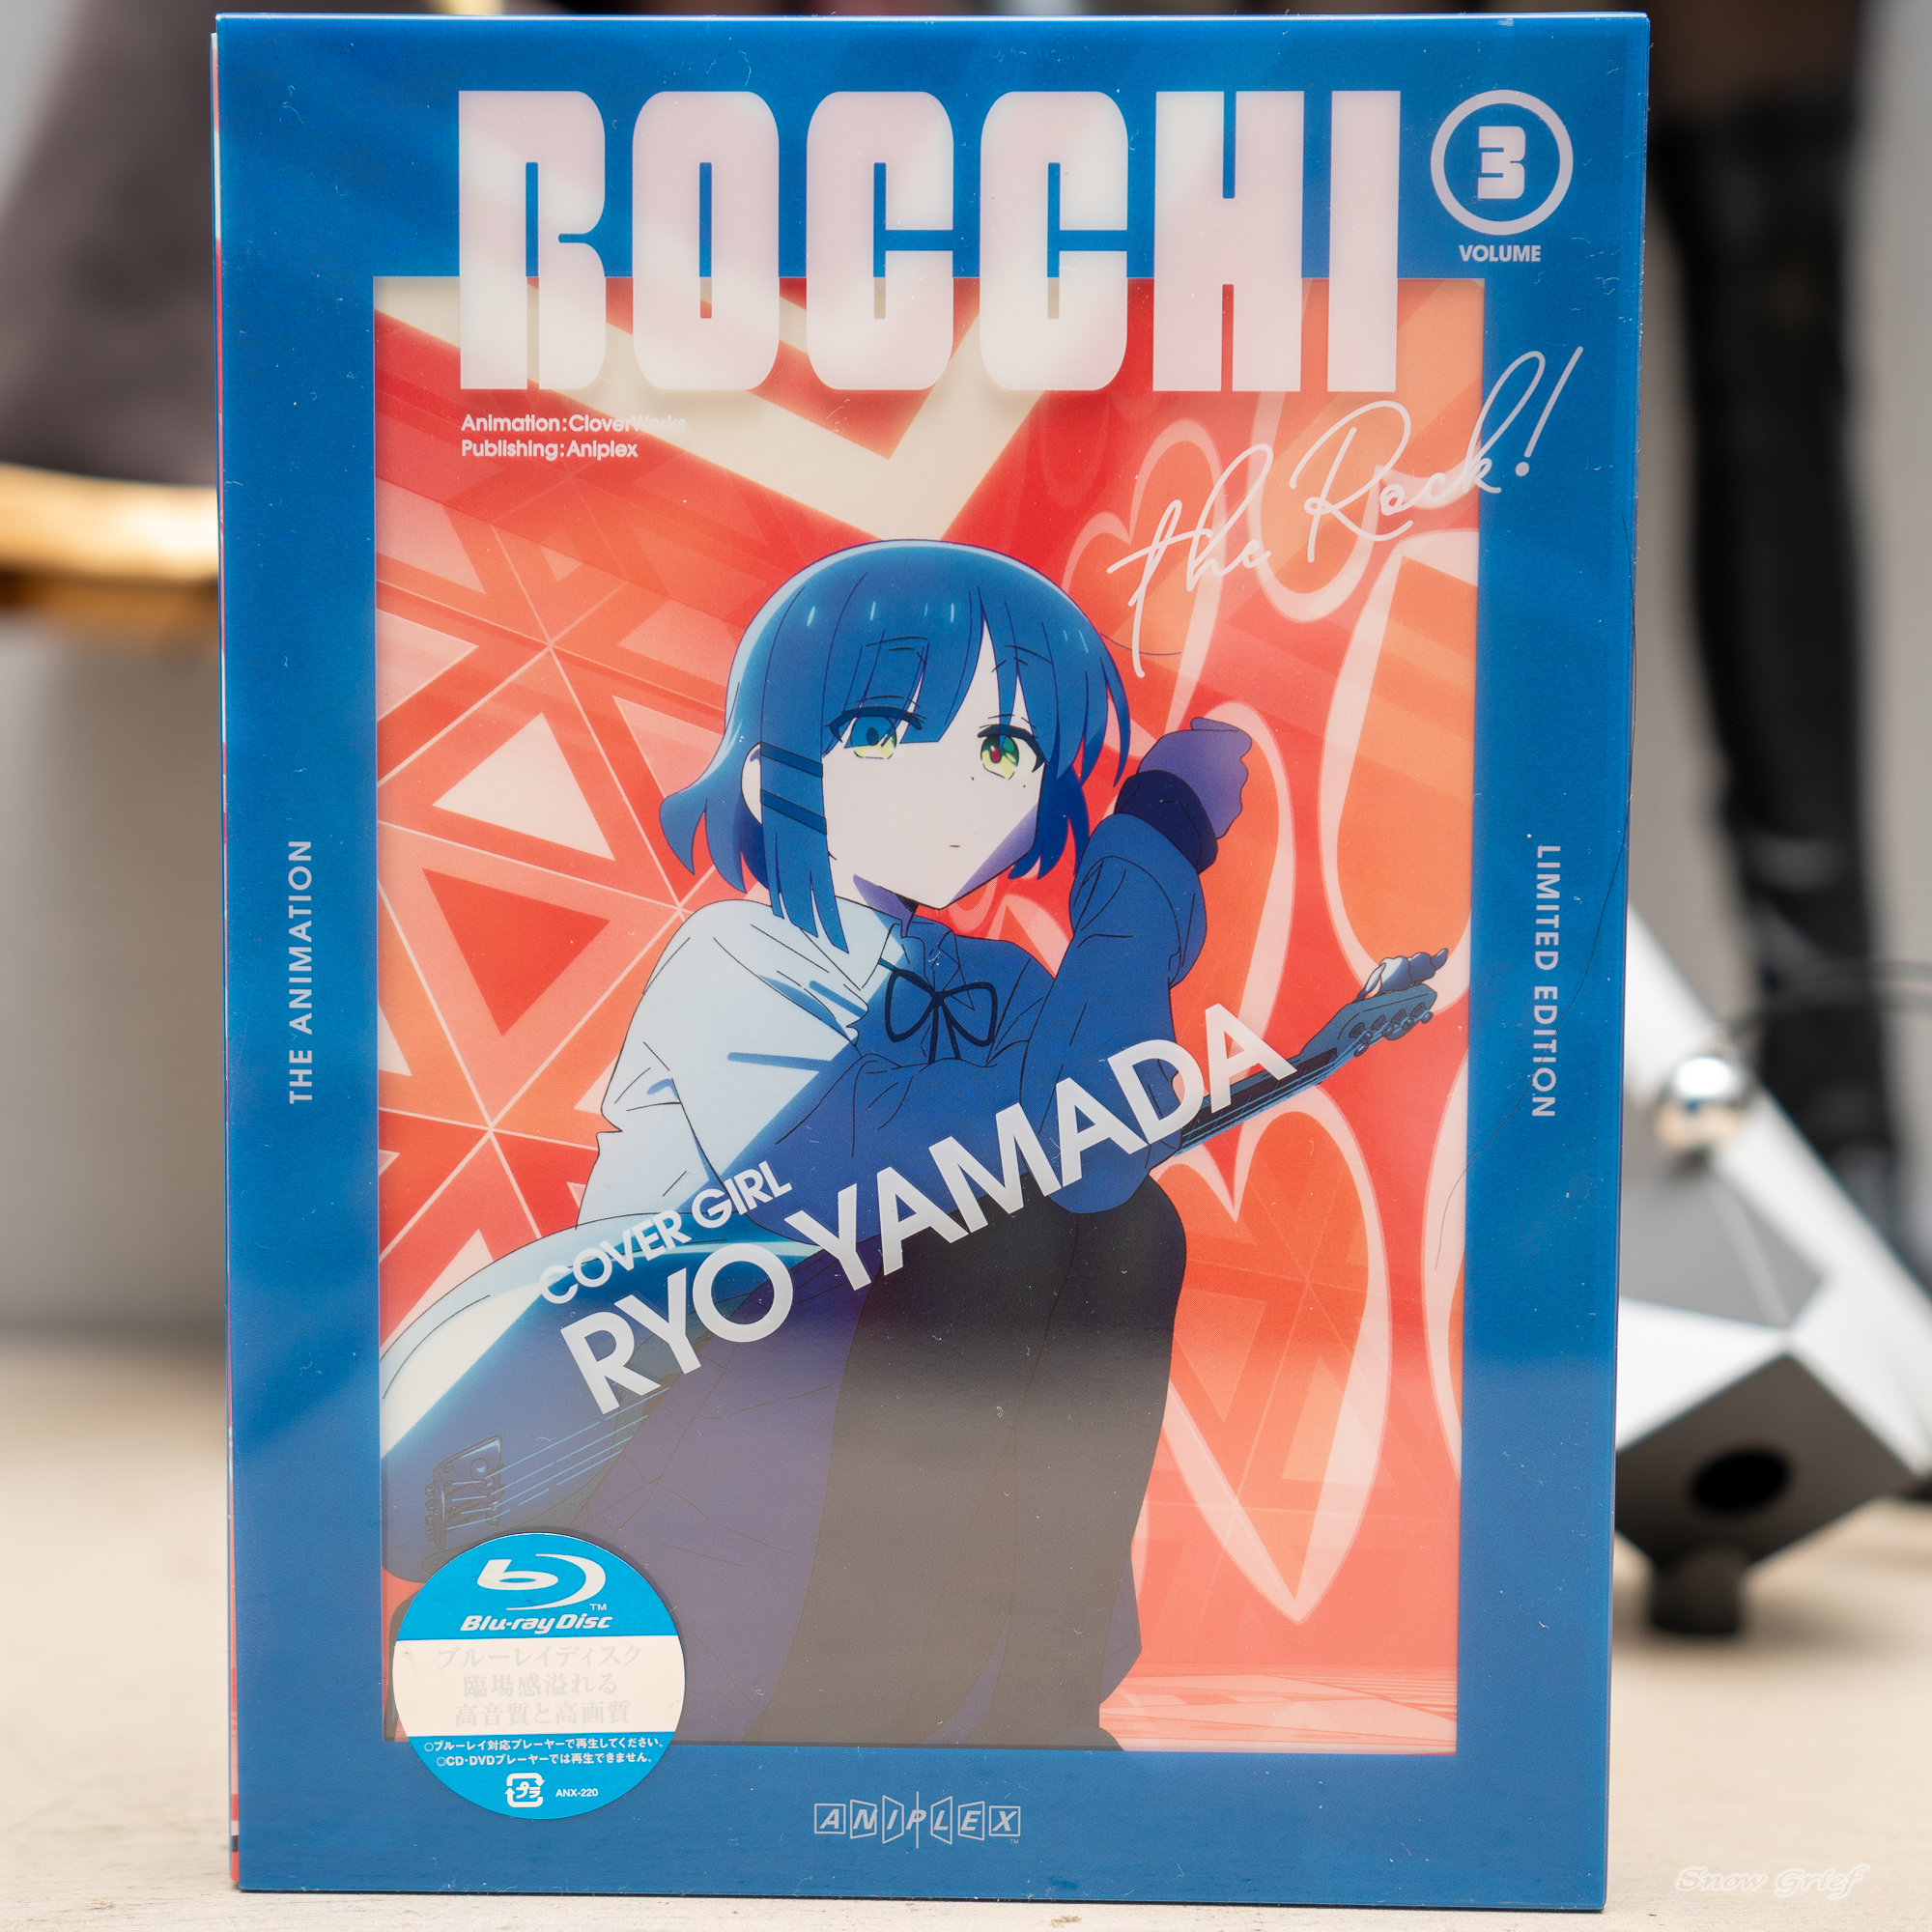 BOCCHI
3
VOLUME
the Rock!
Animation:CloverWorks
Publishing:Aniplex
THE ANIMATION
LIMITED EDITION
COVER GIRL
RYO YAMADA
Blu-ray Disc
TM
ブルーレイディスク
臨場感溢れる
高音質と高画質
○ブルーレイ対応プレーヤーで再生してください。
○CD・DVDプレーヤーでは再生できません。
プラ
ANX-220
ANIPLEX
TM
Snow Grief